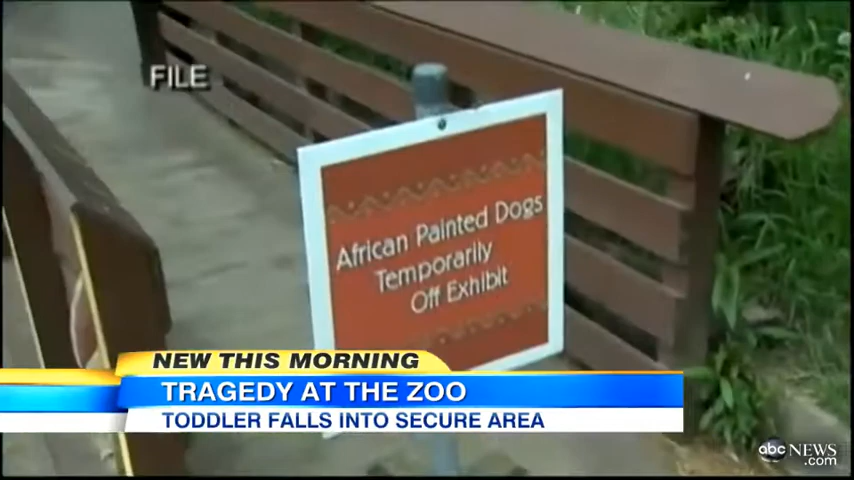 FILE
African Painted Dogs
Temporarily
Off Exhibit
NEW THIS MORNING
TRAGEDY AT THE ZOO
TODDLER FALLS INTO SECURE AREA
abc NEWS
.com